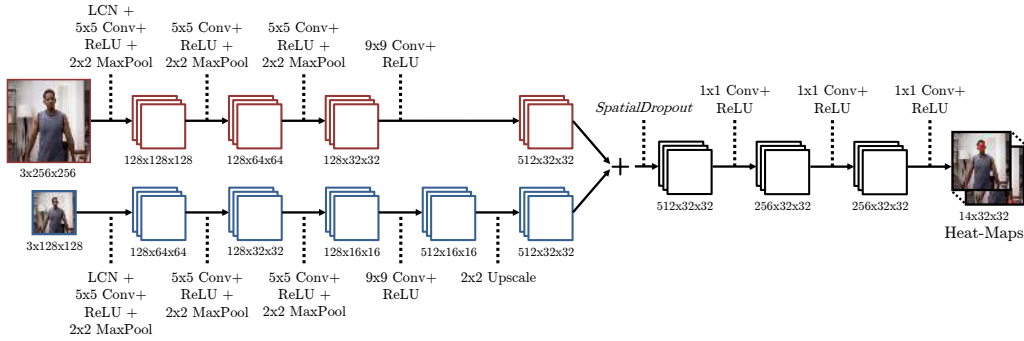 LCN +
5x5 Conv+
ReLU +
2x2 MaxPool
5x5 Conv+
ReLU +
2x2 MaxPool
5x5 Conv+
ReLU +
2x2 MaxPool
9x9 Conv+
ReLU
SpatialDropout
1x1 Conv+
ReLU
1x1 Conv+
ReLU
1x1 Conv+
ReLU
3x256x256
128x128x128
128x64x64
128x32x32
512x32x32
+
512x32x32
256x32x32
256x32x32
14x32x32
Heat-Maps
3x128x128
128x64x64
128x32x32
128x16x16
512x16x16
512x32x32
LCN +
5x5 Conv+
ReLU +
2x2 MaxPool
5x5 Conv+
ReLU +
2x2 MaxPool
5x5 Conv+
ReLU +
2x2 MaxPool
9x9 Conv+
ReLU
2x2 Upscale